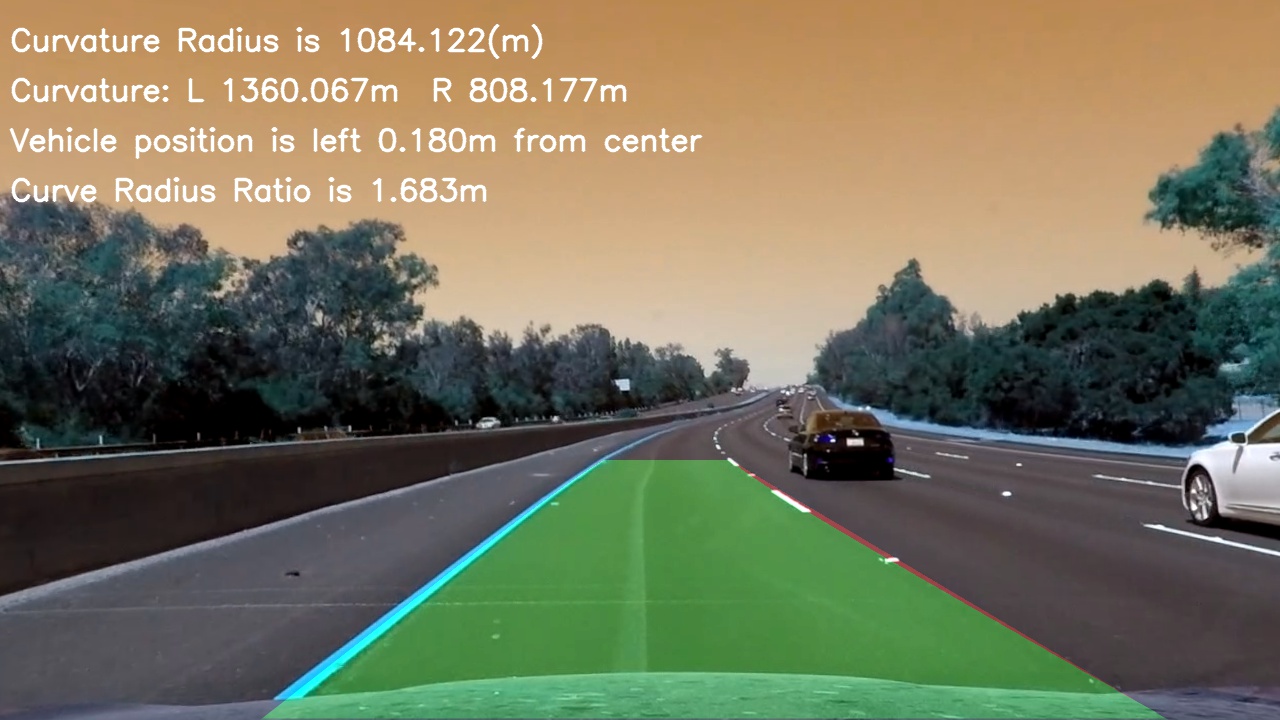 Curvature Radius is 1084.122(m)
Curvature: L 1360.067m R 808.177m
Vehicle position is left 0.180m from center
Curve Radius Ratio is 1.683m